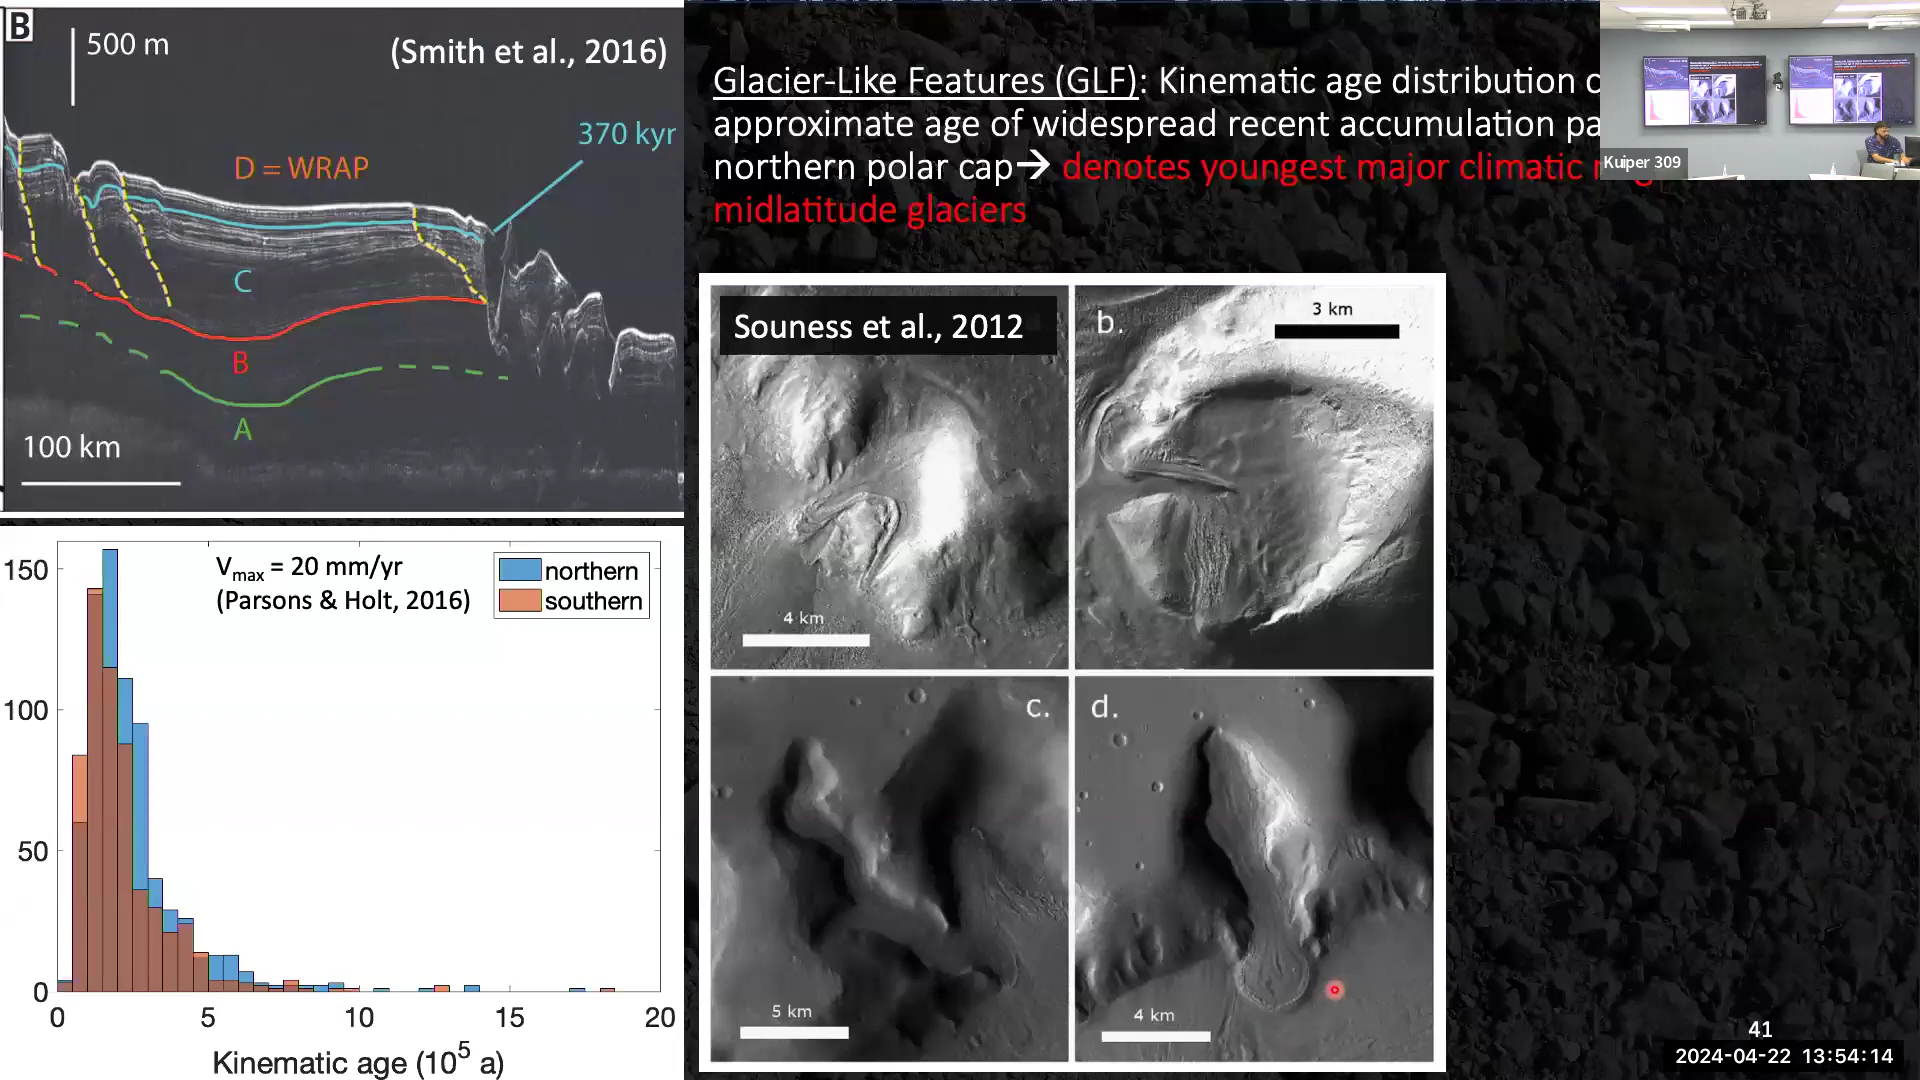 B
500 m
(Smith et al., 2016)
370 kyr
D = WRAP
C
B
A
100 km
Glacier-Like Features (GLF): Kinematic age distribution
approximate age of widespread recent accumulation
northern polar cap→ denotes youngest major climatic
midlatitude glaciers
Kuiper 309
Souness et al., 2012
4 km
b.
3 km
c.
5 km
d.
4 km
Vmax = 20 mm/yr
(Parsons & Holt, 2016)
northern
southern
150
100
50
0
0 5 10 15 20
Kinematic age (10⁵ a)
41
2024-04-22 13:54:14